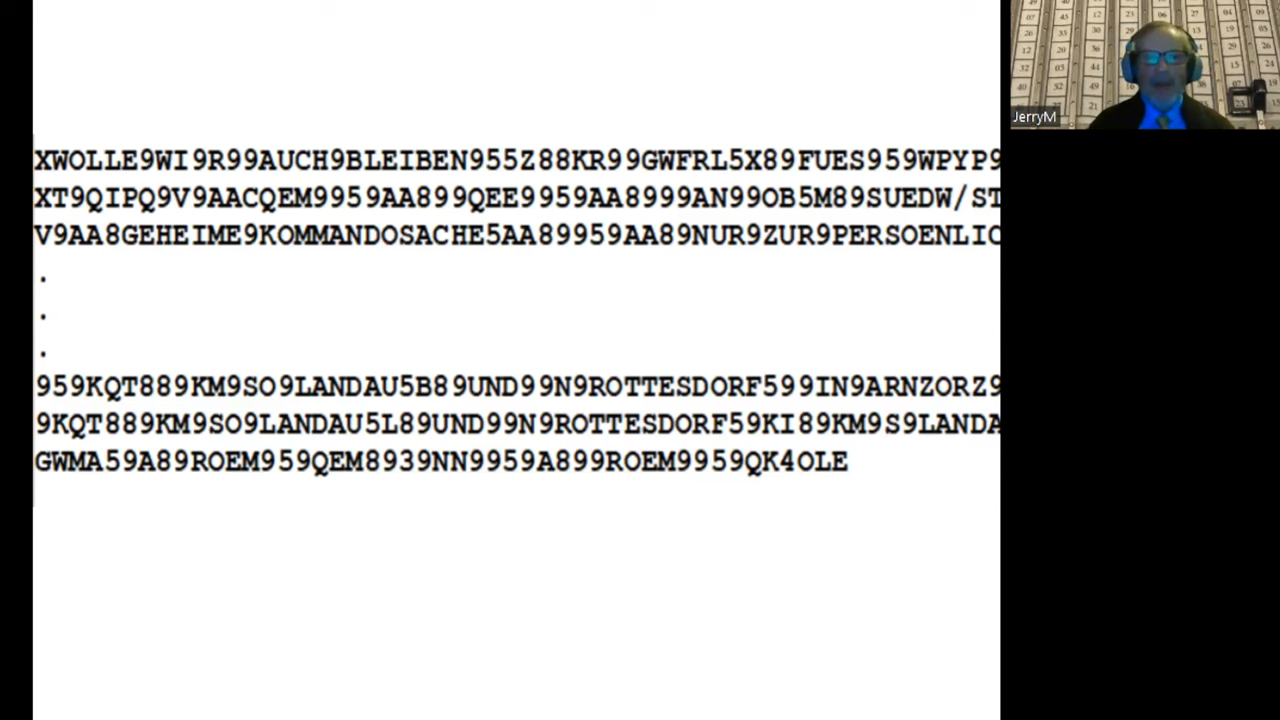 XWOLLE9WI9R99AUCH9BLEIBEN955Z88KR99GWFRL5X89FUES959WPYP9
XT9QIPQ9V9AACQEM9959AA899QEE9959AA8999AN99OB5M89SUEDW/ST
V9AA8GEHEIME9KOMMANDOSACHE5AA89959AA89NUR9ZUR9PERSOENLIC
.
.
.
959KQT889KM9SO9LANDAU5B89UND99N9ROTTESDORF599IN9ARNZORZ9
9KQT889KM9SO9LANDAU5L89UND99N9ROTTESDORF59KI89KM9S9LANDA
GWMA59A89ROEM959QEM8939NN9959A899ROEM9959QK4OLE
JerryM